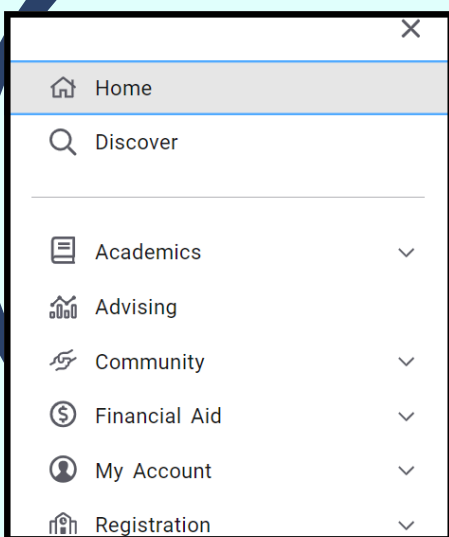 Home
Discover
Academics
Advising
Community
Financial Aid
My Account
Registration